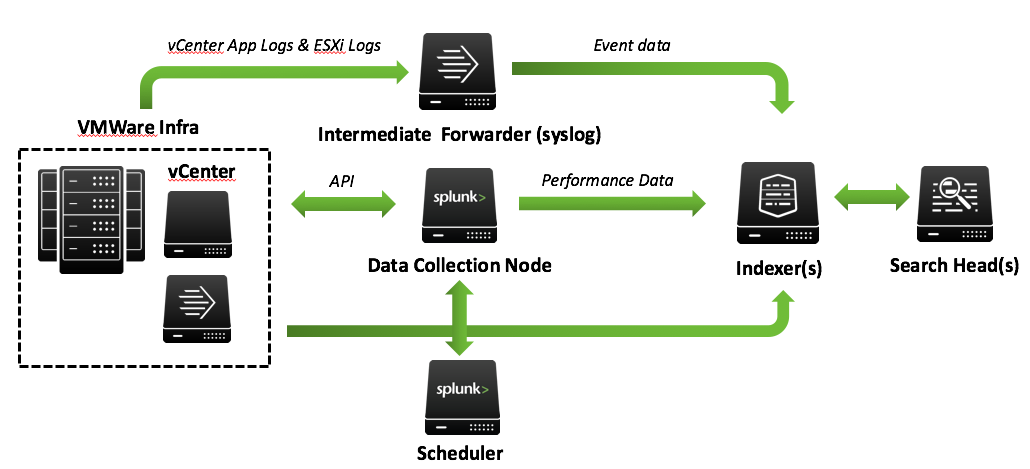 vCenter App Logs & ESXi Logs
Event data
VMWare Infra
Intermediate Forwarder (syslog)
vCenter
API
splunk>
Performance Data
Data Collection Node
Indexer(s)
Search Head(s)
splunk>
Scheduler